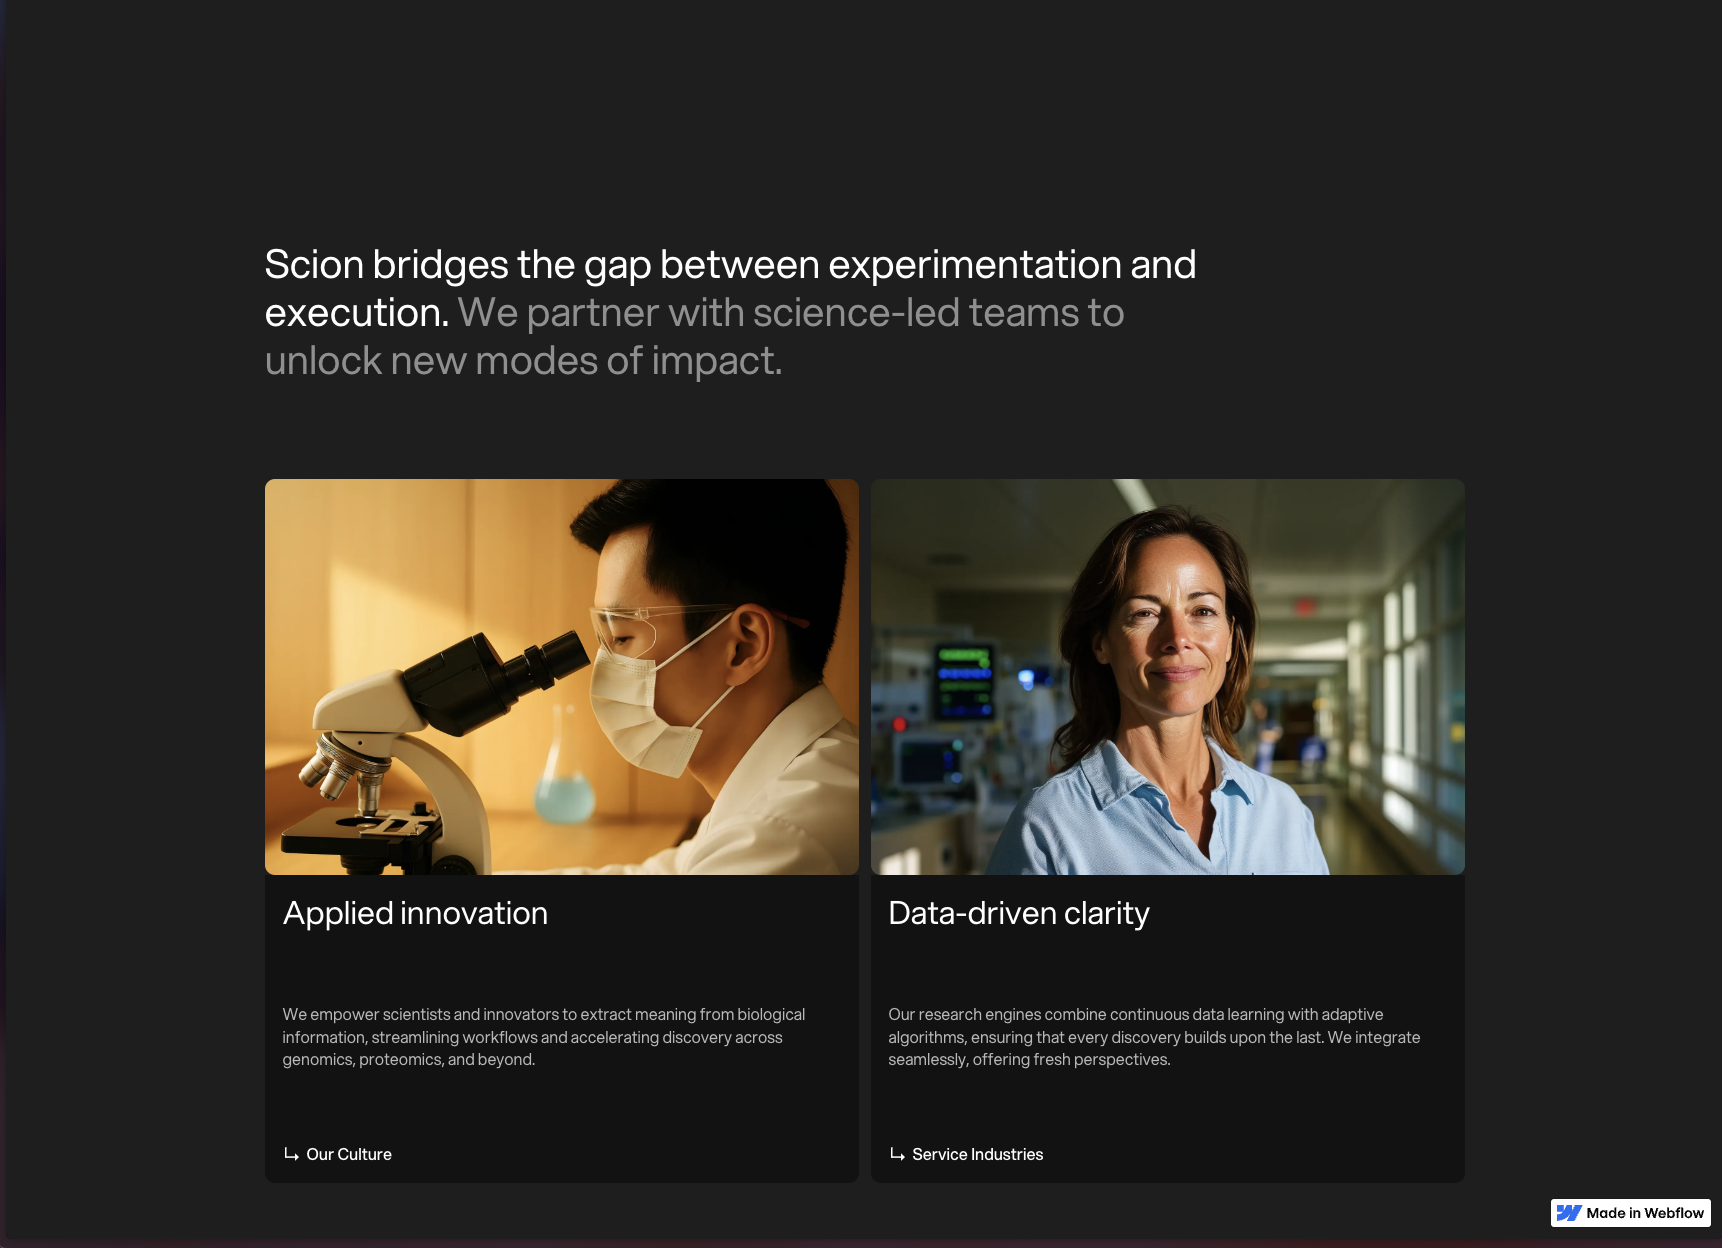 Scion bridges the gap between experimentation and
execution. We partner with science-led teams to
unlock new modes of impact.
Applied innovation
We empower scientists and innovators to extract meaning from biological
information, streamlining workflows and accelerating discovery across
genomics, proteomics, and beyond.
Our Culture
Data-driven clarity
Our research engines combine continuous data learning with adaptive
algorithms, ensuring that every discovery builds upon the last. We integrate
seamlessly, offering fresh perspectives.
Service Industries
Made in Webflow